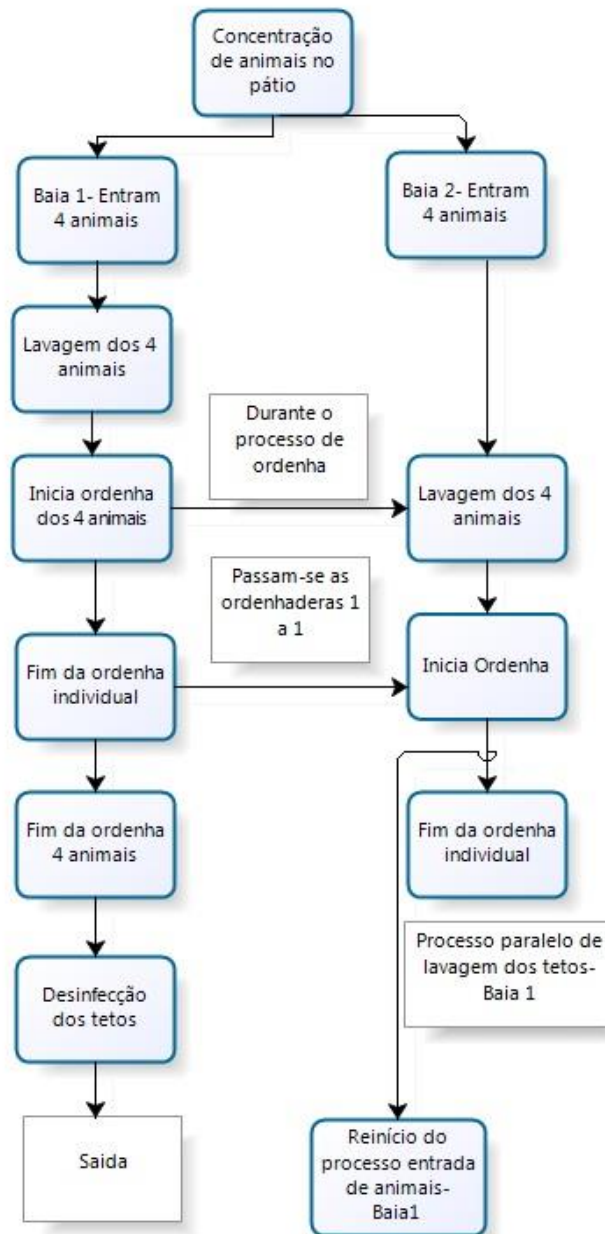 Concentração
de animais no
pátio
Baia 1- Entram
4 animais
Baia 2- Entram
4 animais
Lavagem dos 4
animais
Durante o
processo de
ordenha
Inicia ordenha
dos 4 animais
Lavagem dos 4
animais
Passam-se as
ordenhaderas 1
a 1
Fim da ordenha
individual
Inicia Ordenha
Fim da ordenha
4 animais
Fim da ordenha
individual
Processo paralelo de
lavagem dos tetos-
Baia 1
Desinfecção
dos tetos
Saida
Reinício do
processo entrada
de animais-
Baia1